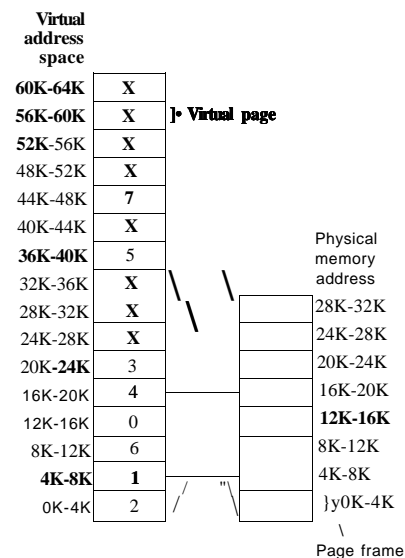 Virtual
address
space
60K-64K X
56K-60K X ]• Virtual page
52K-56K X
48K-52K X
44K-48K 7
40K-44K X
36K-40K 5
32K-36K X
28K-32K X
24K-28K X
20K-24K 3
16K-20K 4
12K-16K 0
8K-12K 6
4K-8K 1
0K-4K 2
Physical
memory
address
28K-32K
24K-28K
20K-24K
16K-20K
12K-16K
8K-12K
4K-8K
}y0K-4K
\
Page frame